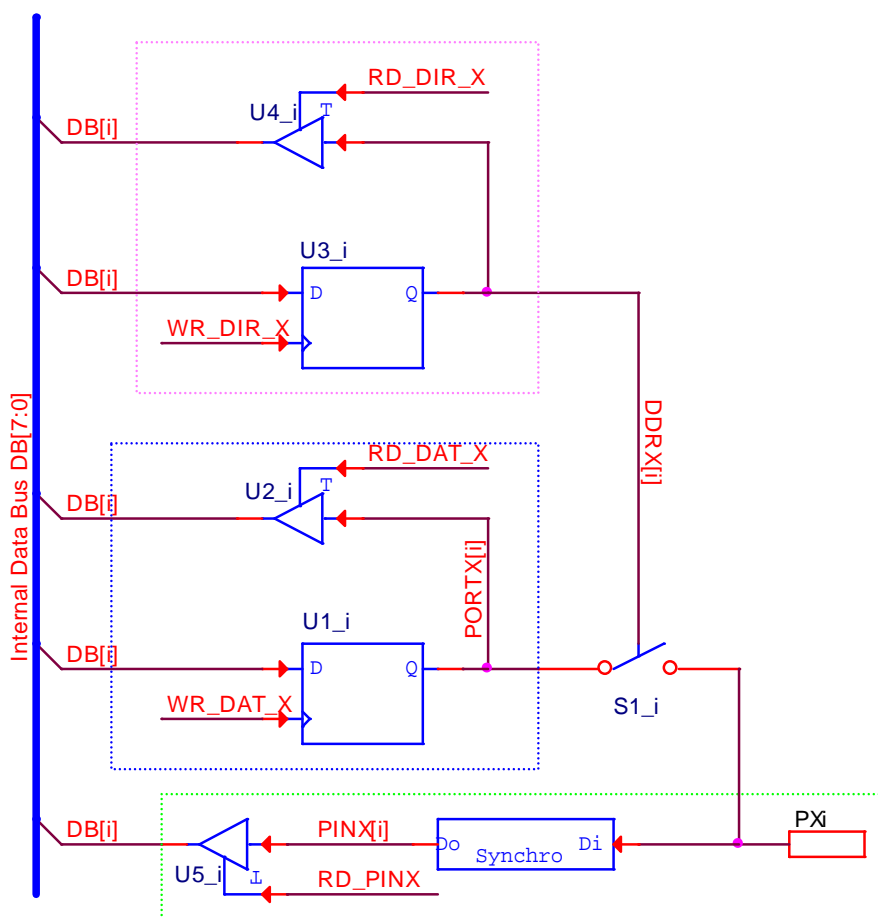 RD_DIR_X
U4_i
T
DB[i]
U3_i
DB[i]
D
Q
WR_DIR_X
Internal Data Bus DB[7:0]
DDRX[i]
RD_DAT_X
U2_i
T
DB[i]
PORTX[i]
U1_i
DB[i]
D
Q
WR_DAT_X
S1_i
DB[i]
PINX[i]
Do
Synchro
Di
PXi
U5_i
T
RD_PINX